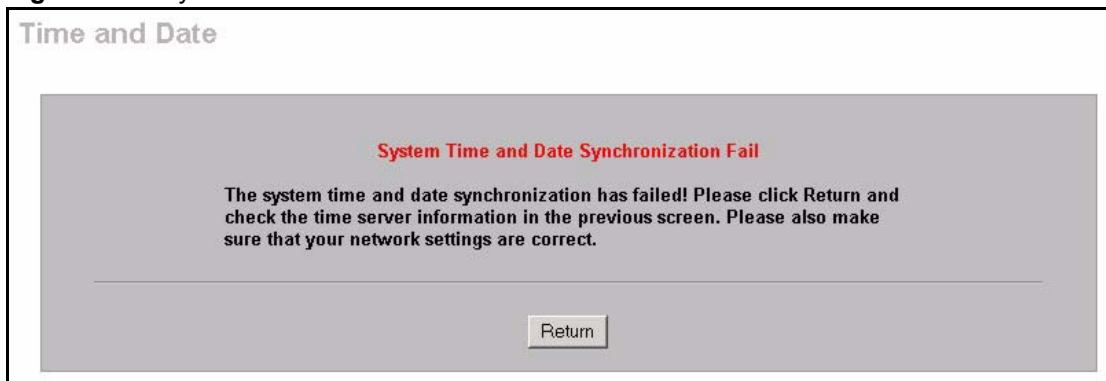 Time and Date
System Time and Date Synchronization Fail
The system time and date synchronization has failed! Please click Return and
check the time server information in the previous screen. Please also make
sure that your network settings are correct.
Return